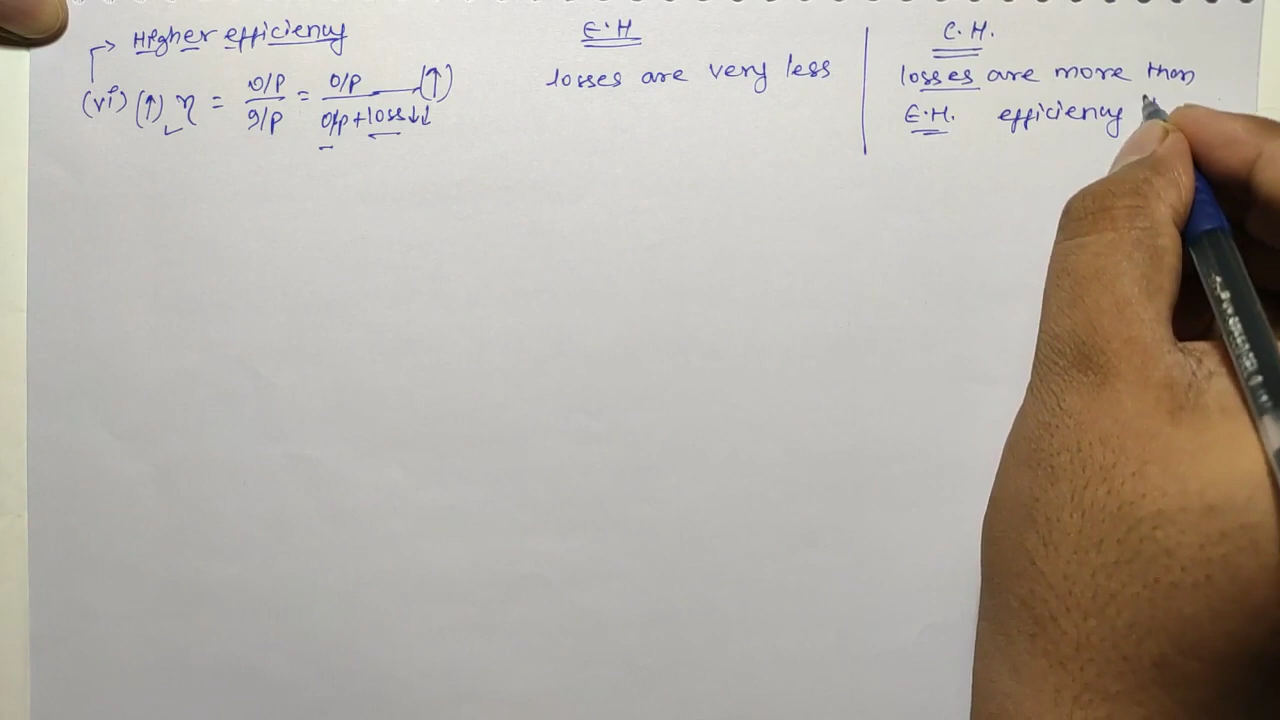 Higher efficiency
(vi) (↑) η = O/P / I/P = O/P / O/P + loss↓↓ (↑)
E.H
losses are very less
C.H.
losses are more than
E.H. efficiency